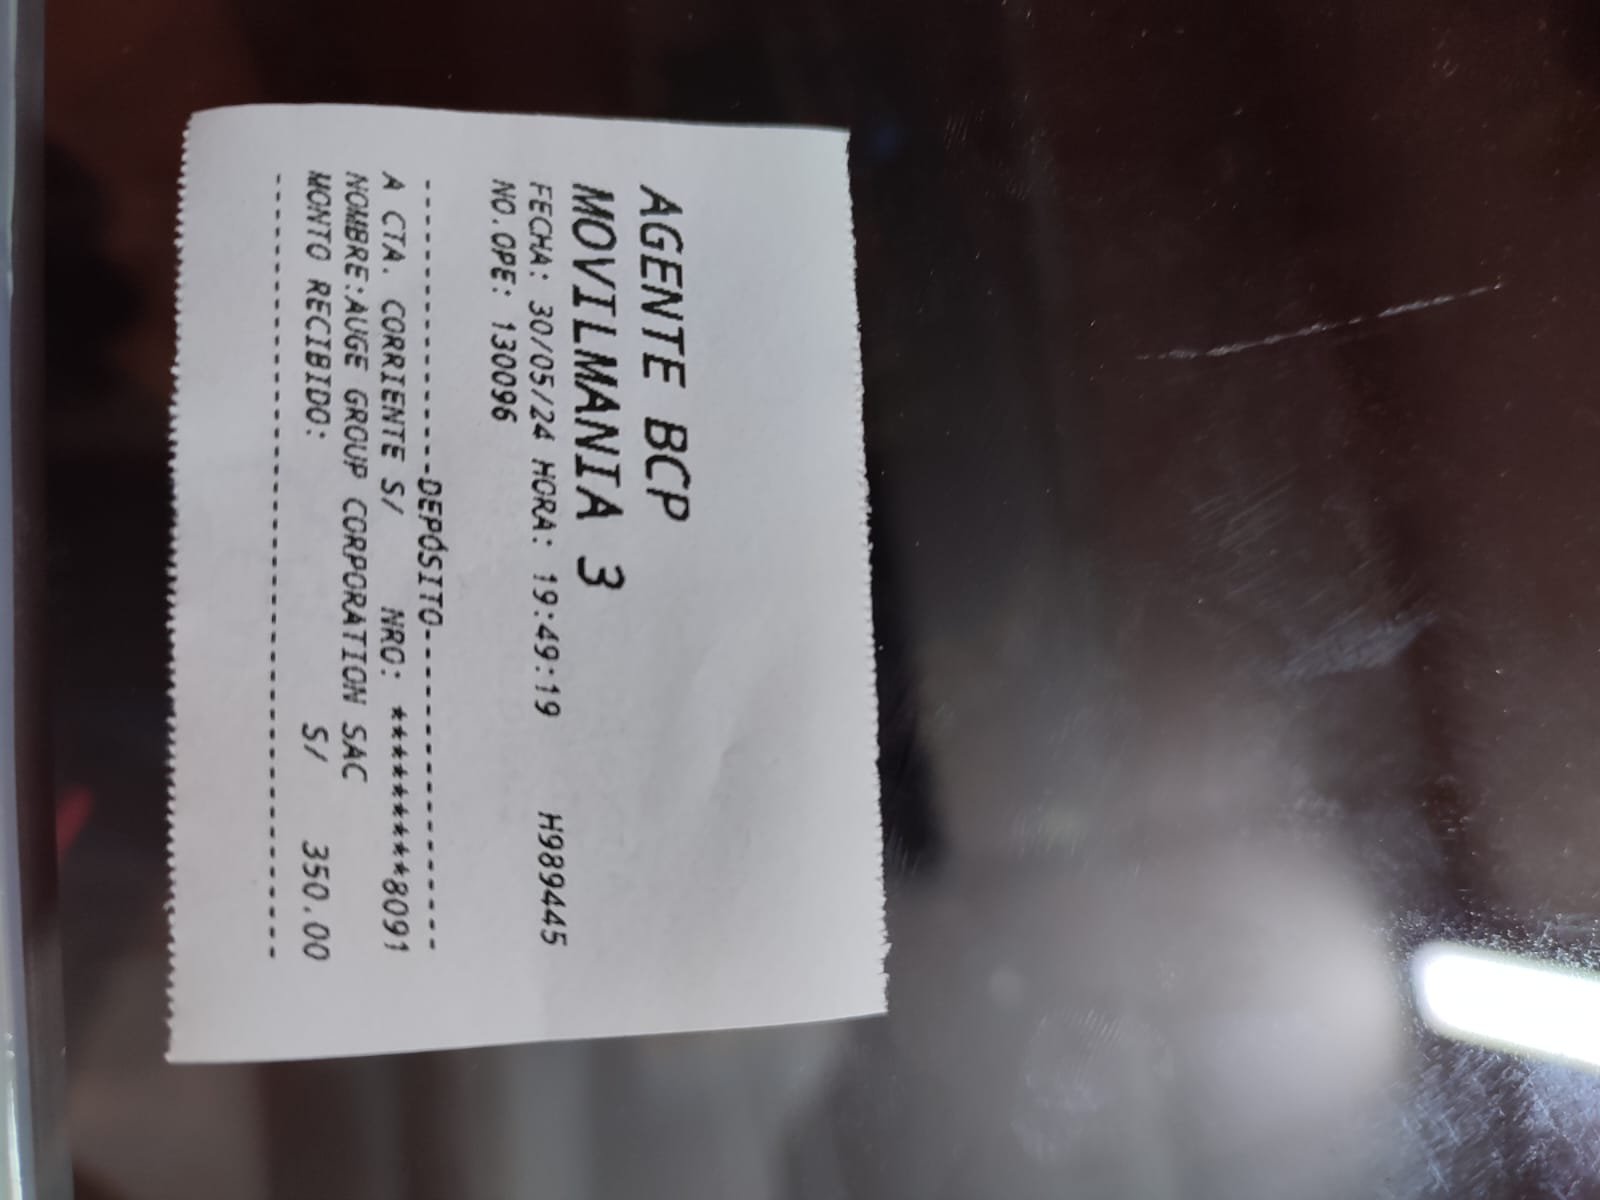 AGENTE BCP
MOVILMANIA 3
FECHA: 30/05/24 HORA: 19:49:19 H989445
NO.OPE: 130096
------------------DEPÓSITO--------------------
A CTA. CORRIENTE S/ NRO: **********8091
NOMBRE:AUGE GROUP CORPORATION SAC
MONTO RECIBIDO: S/ 350.00
----------------------------------------------